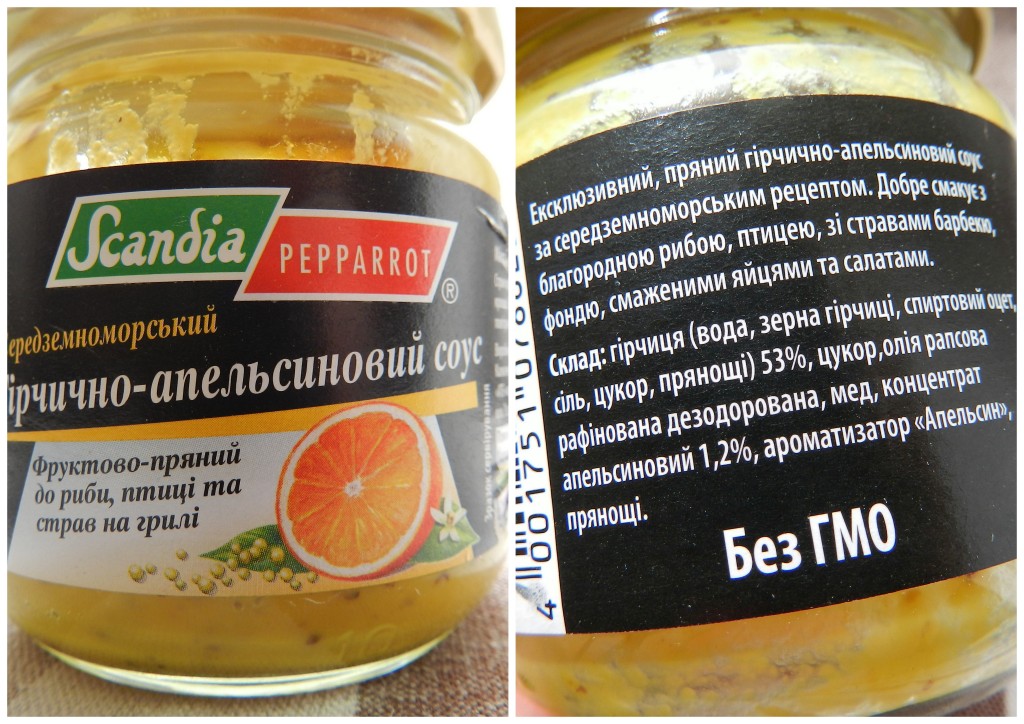 Scandia
PEPPARROT®
ередземноморський
ірчично-апельсиновий соус
Фруктово-пряний
до риби, птиці та
страв на грилі
Зразок сервірування
Ексклюзивний, пряний гірчично-апельсиновий соус
за середземноморським рецептом. Добре смакує з
благородною рибою, птицею, зі стравами барбекю,
фондю, смаженими яйцями та салатами.
Склад: гірчиця (вода, зерна гірчиці, спиртовий оцет,
сіль, цукор, прянощі) 53%, цукор,олія рапсова
рафінована дезодорована, мед, концентрат
апельсиновий 1,2%, ароматизатор «Апельсин»,
прянощі.
Без ГМО